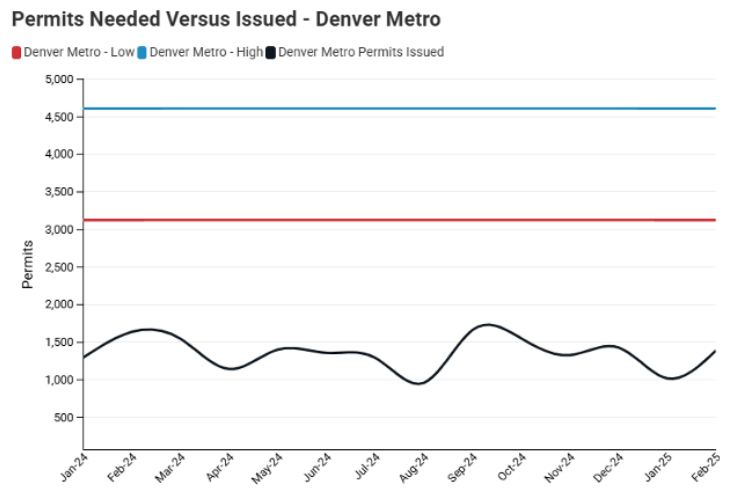 Permits Needed Versus Issued - Denver Metro
Denver Metro - Low Denver Metro - High Denver Metro Permits Issued
5,000
4,500
4,000
3,500
3,000
2,500
2,000
1,500
1,000
500
Permits
Jan-24 Feb-24 Mar-24 Apr-24 May-24 Jun-24 Jul-24 Aug-24 Sep-24 Oct-24 Nov-24 Dec-24 Jan-25 Feb-25